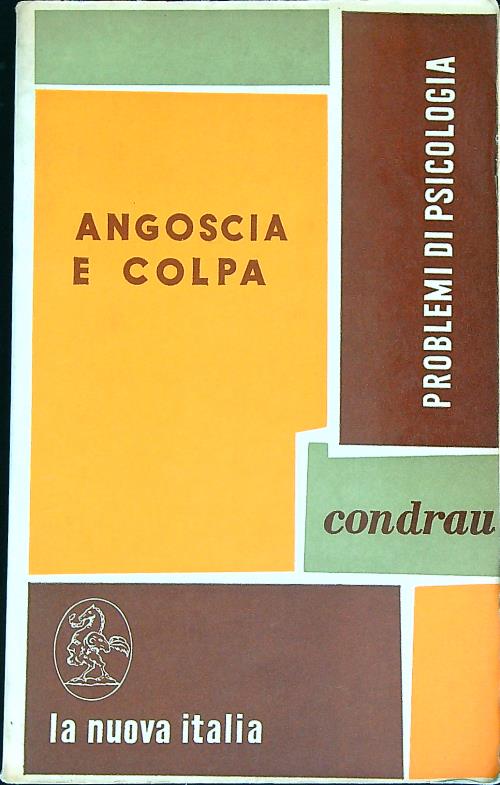 ANGOSCIA
E COLPA
PROBLEMI DI PSICOLOGIA
condrau
la nuova italia